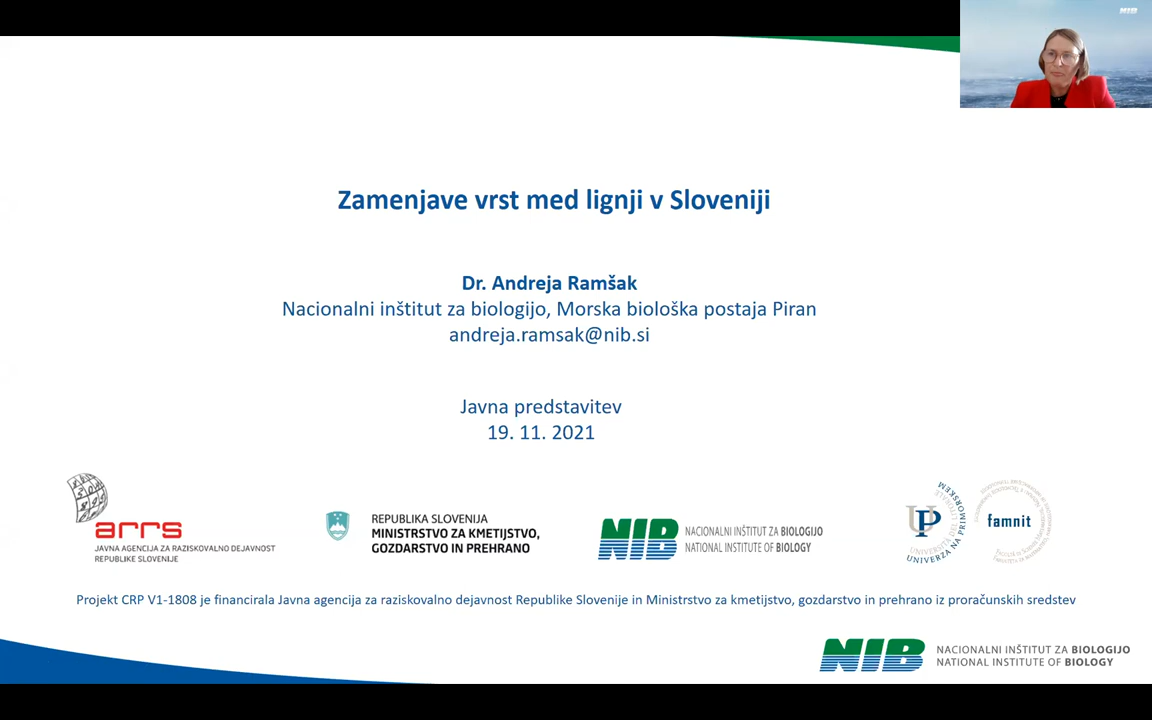 NIB
Zamenjave vrst med lignji v Sloveniji
Dr. Andreja Ramšak
Nacionalni inštitut za biologijo, Morska biološka postaja Piran
andreja.ramsak@nib.si
Javna predstavitev
19. 11. 2021
arrs
JAVNA AGENCIJA ZA RAZISKOVALNO DEJAVNOST
REPUBLIKE SLOVENIJE
REPUBLIKA SLOVENIJA
MINISTRSTVO ZA KMETIJSTVO,
GOZDARSTVO IN PREHRANO
NIB
NACIONALNI INŠTITUT ZA BIOLOGIJO
NATIONAL INSTITUTE OF BIOLOGY
UP
UNIVERZA NA PRIMORSKEM
famnit
Projekt CRP V1-1808 je financirala Javna agencija za raziskovalno dejavnost Republike Slovenije in Ministrstvo za kmetijstvo, gozdarstvo in prehrano iz proračunskih sredstev
NIB
NACIONALNI INŠTITUT ZA BIOLOGIJO
NATIONAL INSTITUTE OF BIOLOGY